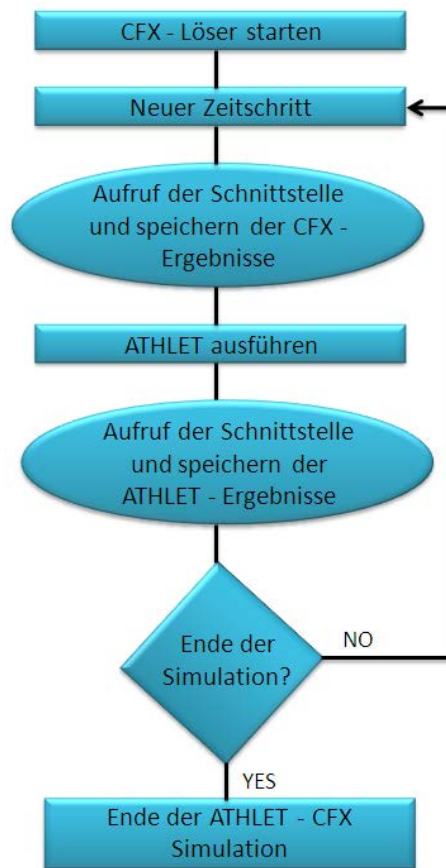 CFX - Löser starten
Neuer Zeitschritt
Aufruf der Schnittstelle
und speichern der CFX -
Ergebnisse
ATHLET ausführen
Aufruf der Schnittstelle
und speichern der
ATHLET - Ergebnisse
Ende der
Simulation?
NO
YES
Ende der ATHLET - CFX
Simulation